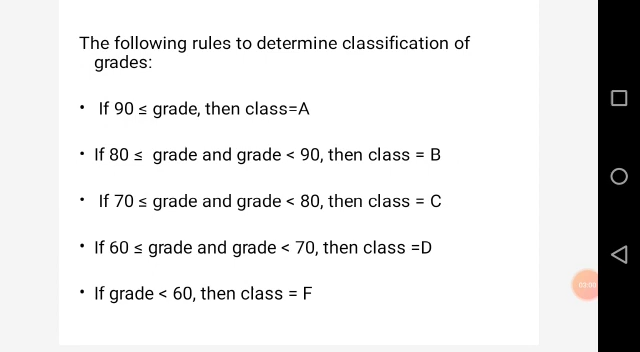 The following rules to determine classification of
grades:
• If 90 ≤ grade, then class=A
• If 80 ≤ grade and grade < 90, then class = B
• If 70 ≤ grade and grade < 80, then class = C
• If 60 ≤ grade and grade < 70, then class =D
• If grade < 60, then class = F
03:00